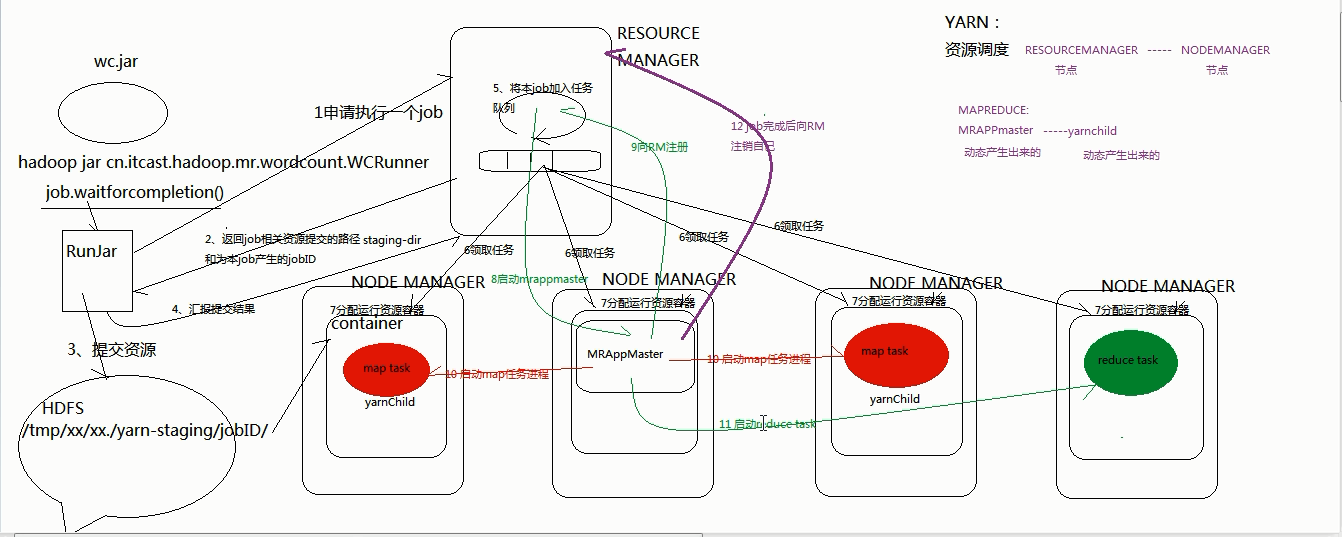 YARN：
资源调度 RESOURCEMANAGER ----- NODEMANAGER
节点 节点
MAPREDUCE:
MRAPPmaster -----yarnchild
动态产生出来的 动态产生出来的
RESOURCE
MANAGER
wc.jar
5、将本job加入任务
队列
1申请执行一个job
12 job完成后向RM
注销自己
9向RM注册
hadoop jar cn.itcast.hadoop.mr.wordcount.WCRunner
job.waitforcompletion()
RunJar
2、返回job相关资源提交的路径 staging-dir
和为本job产生的jobID
4、汇报提交结果
3、提交资源
6领取任务
6领取任务
6领取任务
6领取任务
8启动mrappmaster
NODE MANAGER
7分配运行资源容器
container
map task
yarnChild
NODE MANAGER
7分配运行资源容器
MRAppMaster
10 启动map任务进程
10 启动map任务进程
NODE MANAGER
7分配运行资源容器
map task
yarnChild
NODE MANAGER
7分配运行资源容器
reduce task
11 启动reduce task
HDFS
/tmp/xx/xx./yarn-staging/jobID/